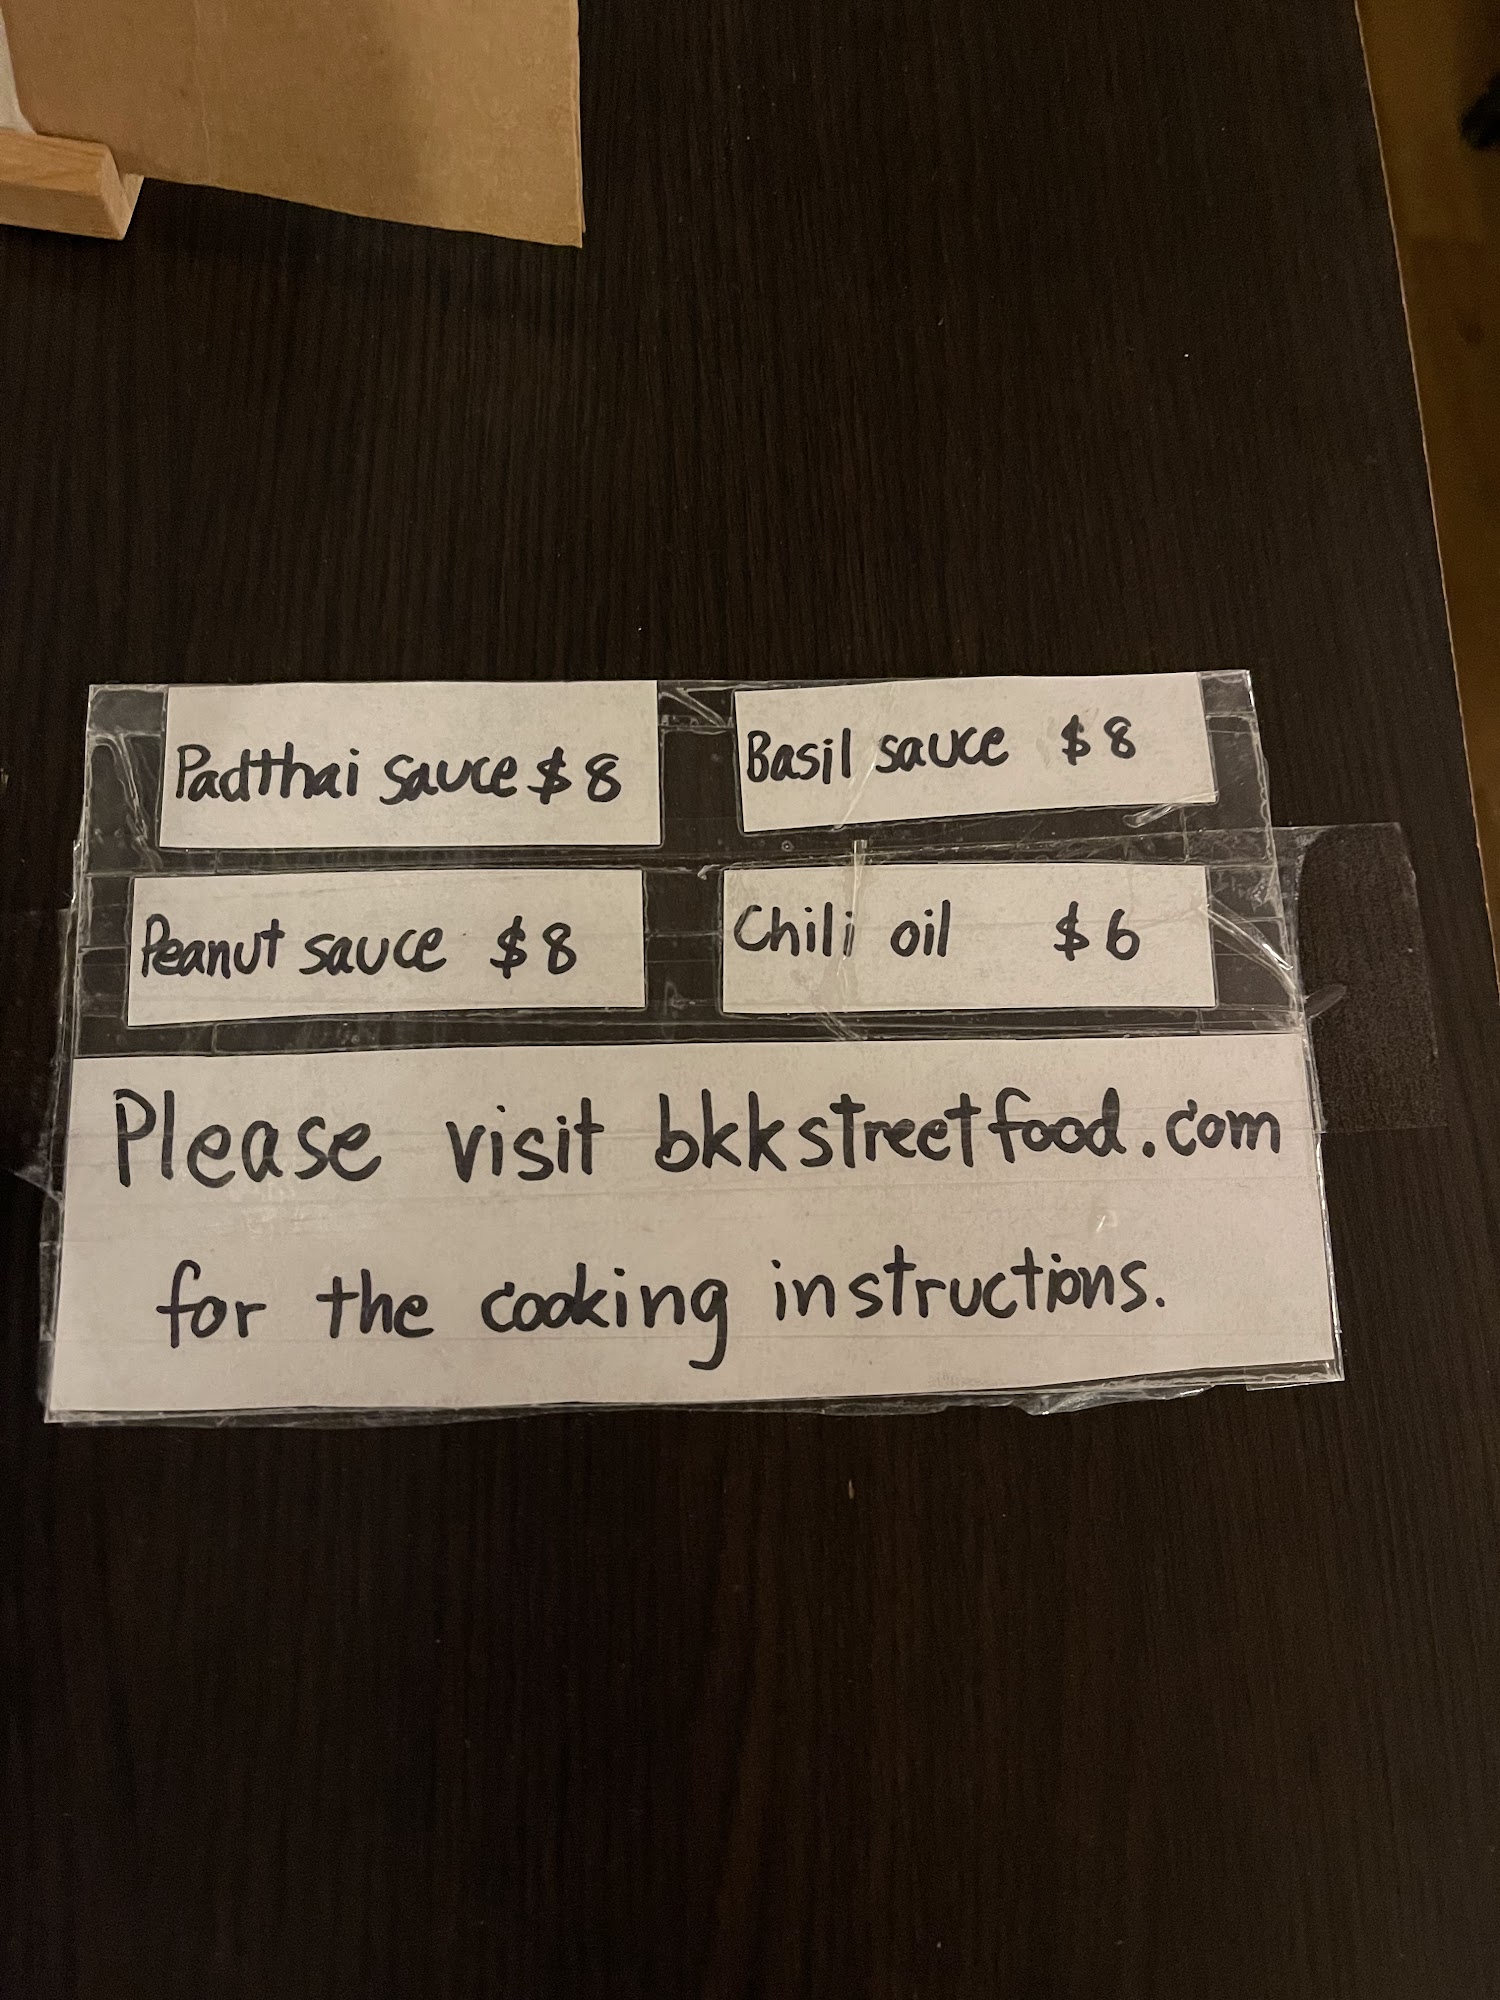 Padthai sauce $8
Basil sauce $8
Peanut sauce $8
Chili oil $6
Please visit bkkstreetfood.com
for the cooking instructions.